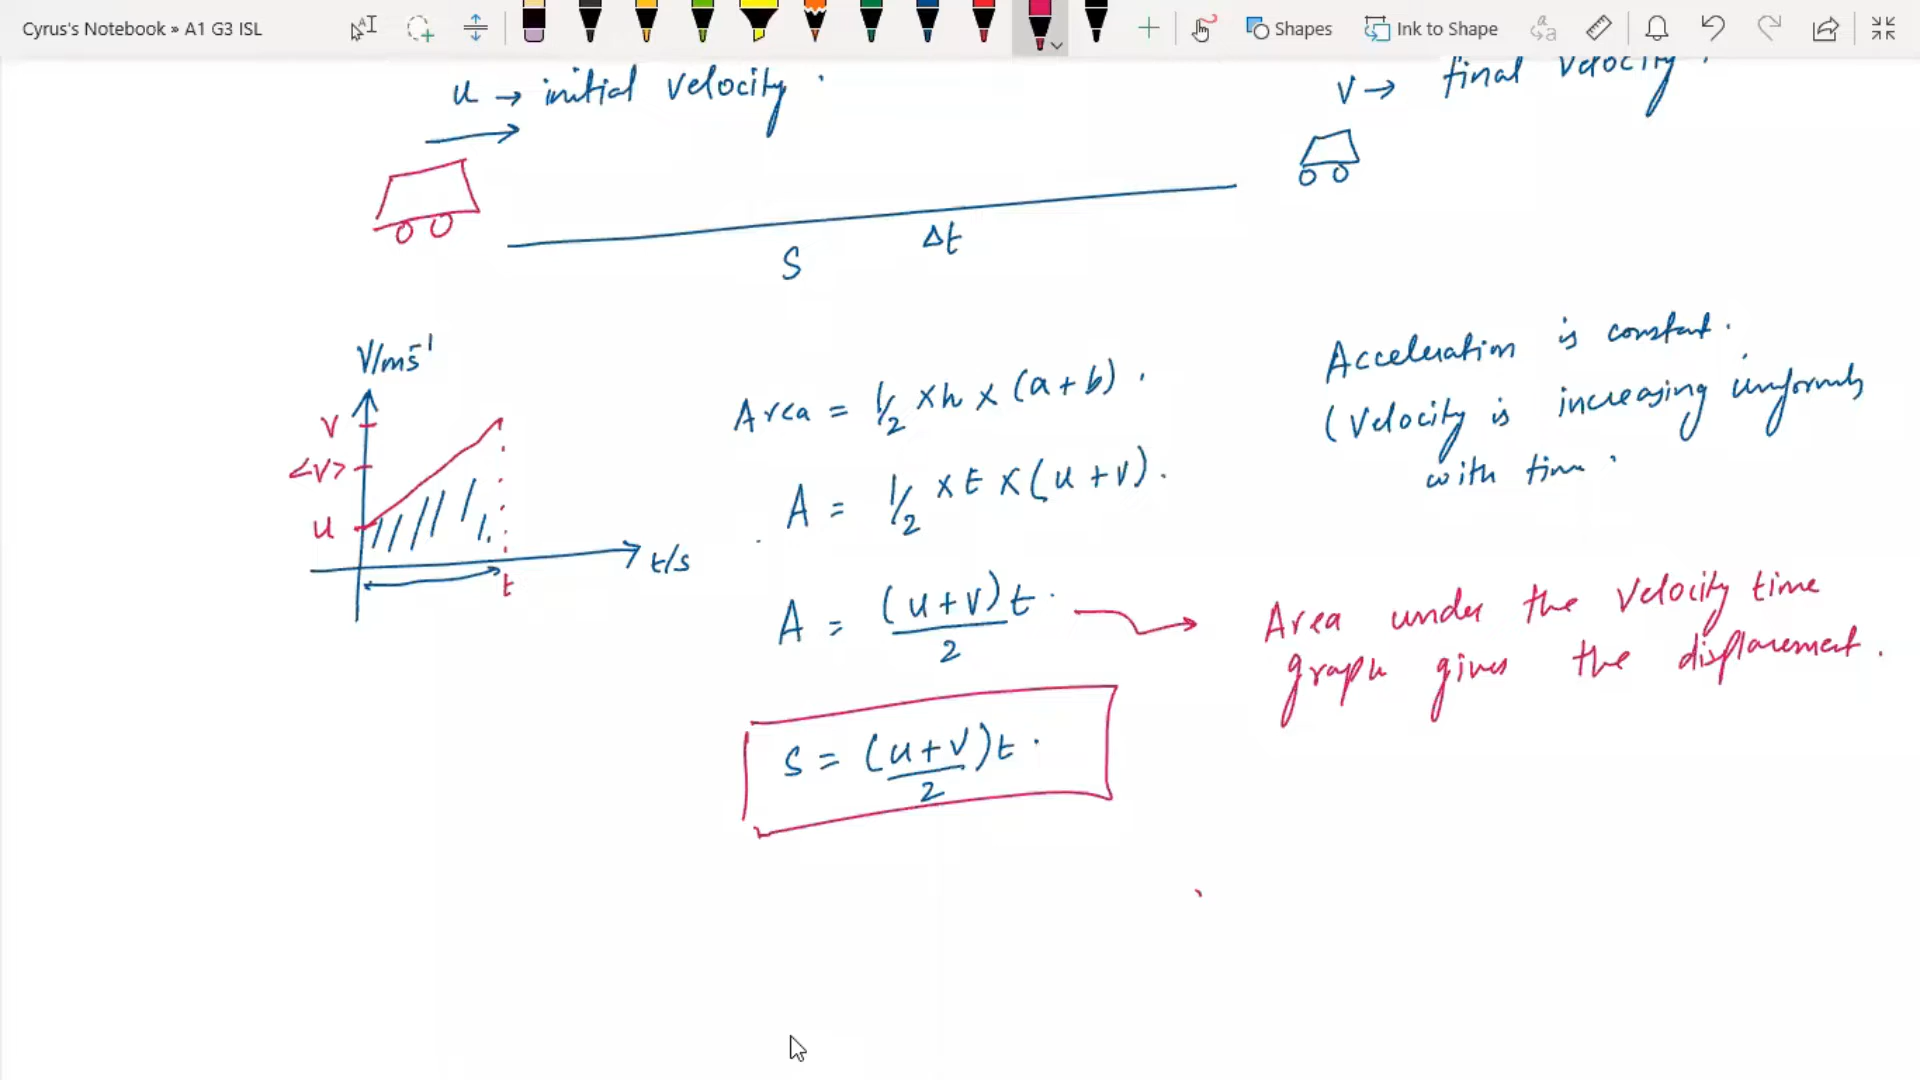 Cyrus's Notebook » A1 G3 ISL
Shapes
Ink to Shape
u → initial velocity.
v → final velocity.
S
Δt
V/ms⁻¹
v
<v>
u
t/s
t
Area = 1/2 × h × (a + b).
A = 1/2 × t × (u + v).
A = (u+v)t/2.
S = (u+v)/2 t.
Acceleration is constant.
(Velocity is increasing uniformly
with time.
Area under the velocity time
graph gives the displacement.